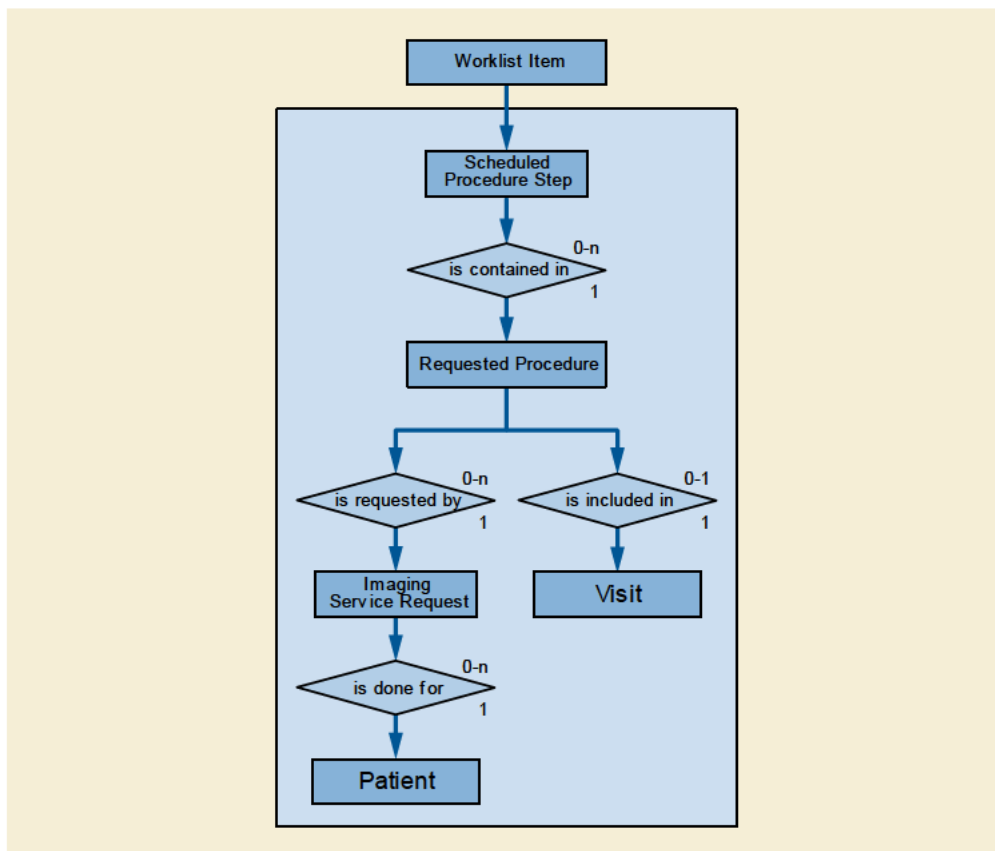 Worklist Item
Scheduled
Procedure Step
0-n
is contained in
1
Requested Procedure
0-n
is requested by
1
0-1
is included in
1
Imaging
Service Request
Visit
0-n
is done for
1
Patient